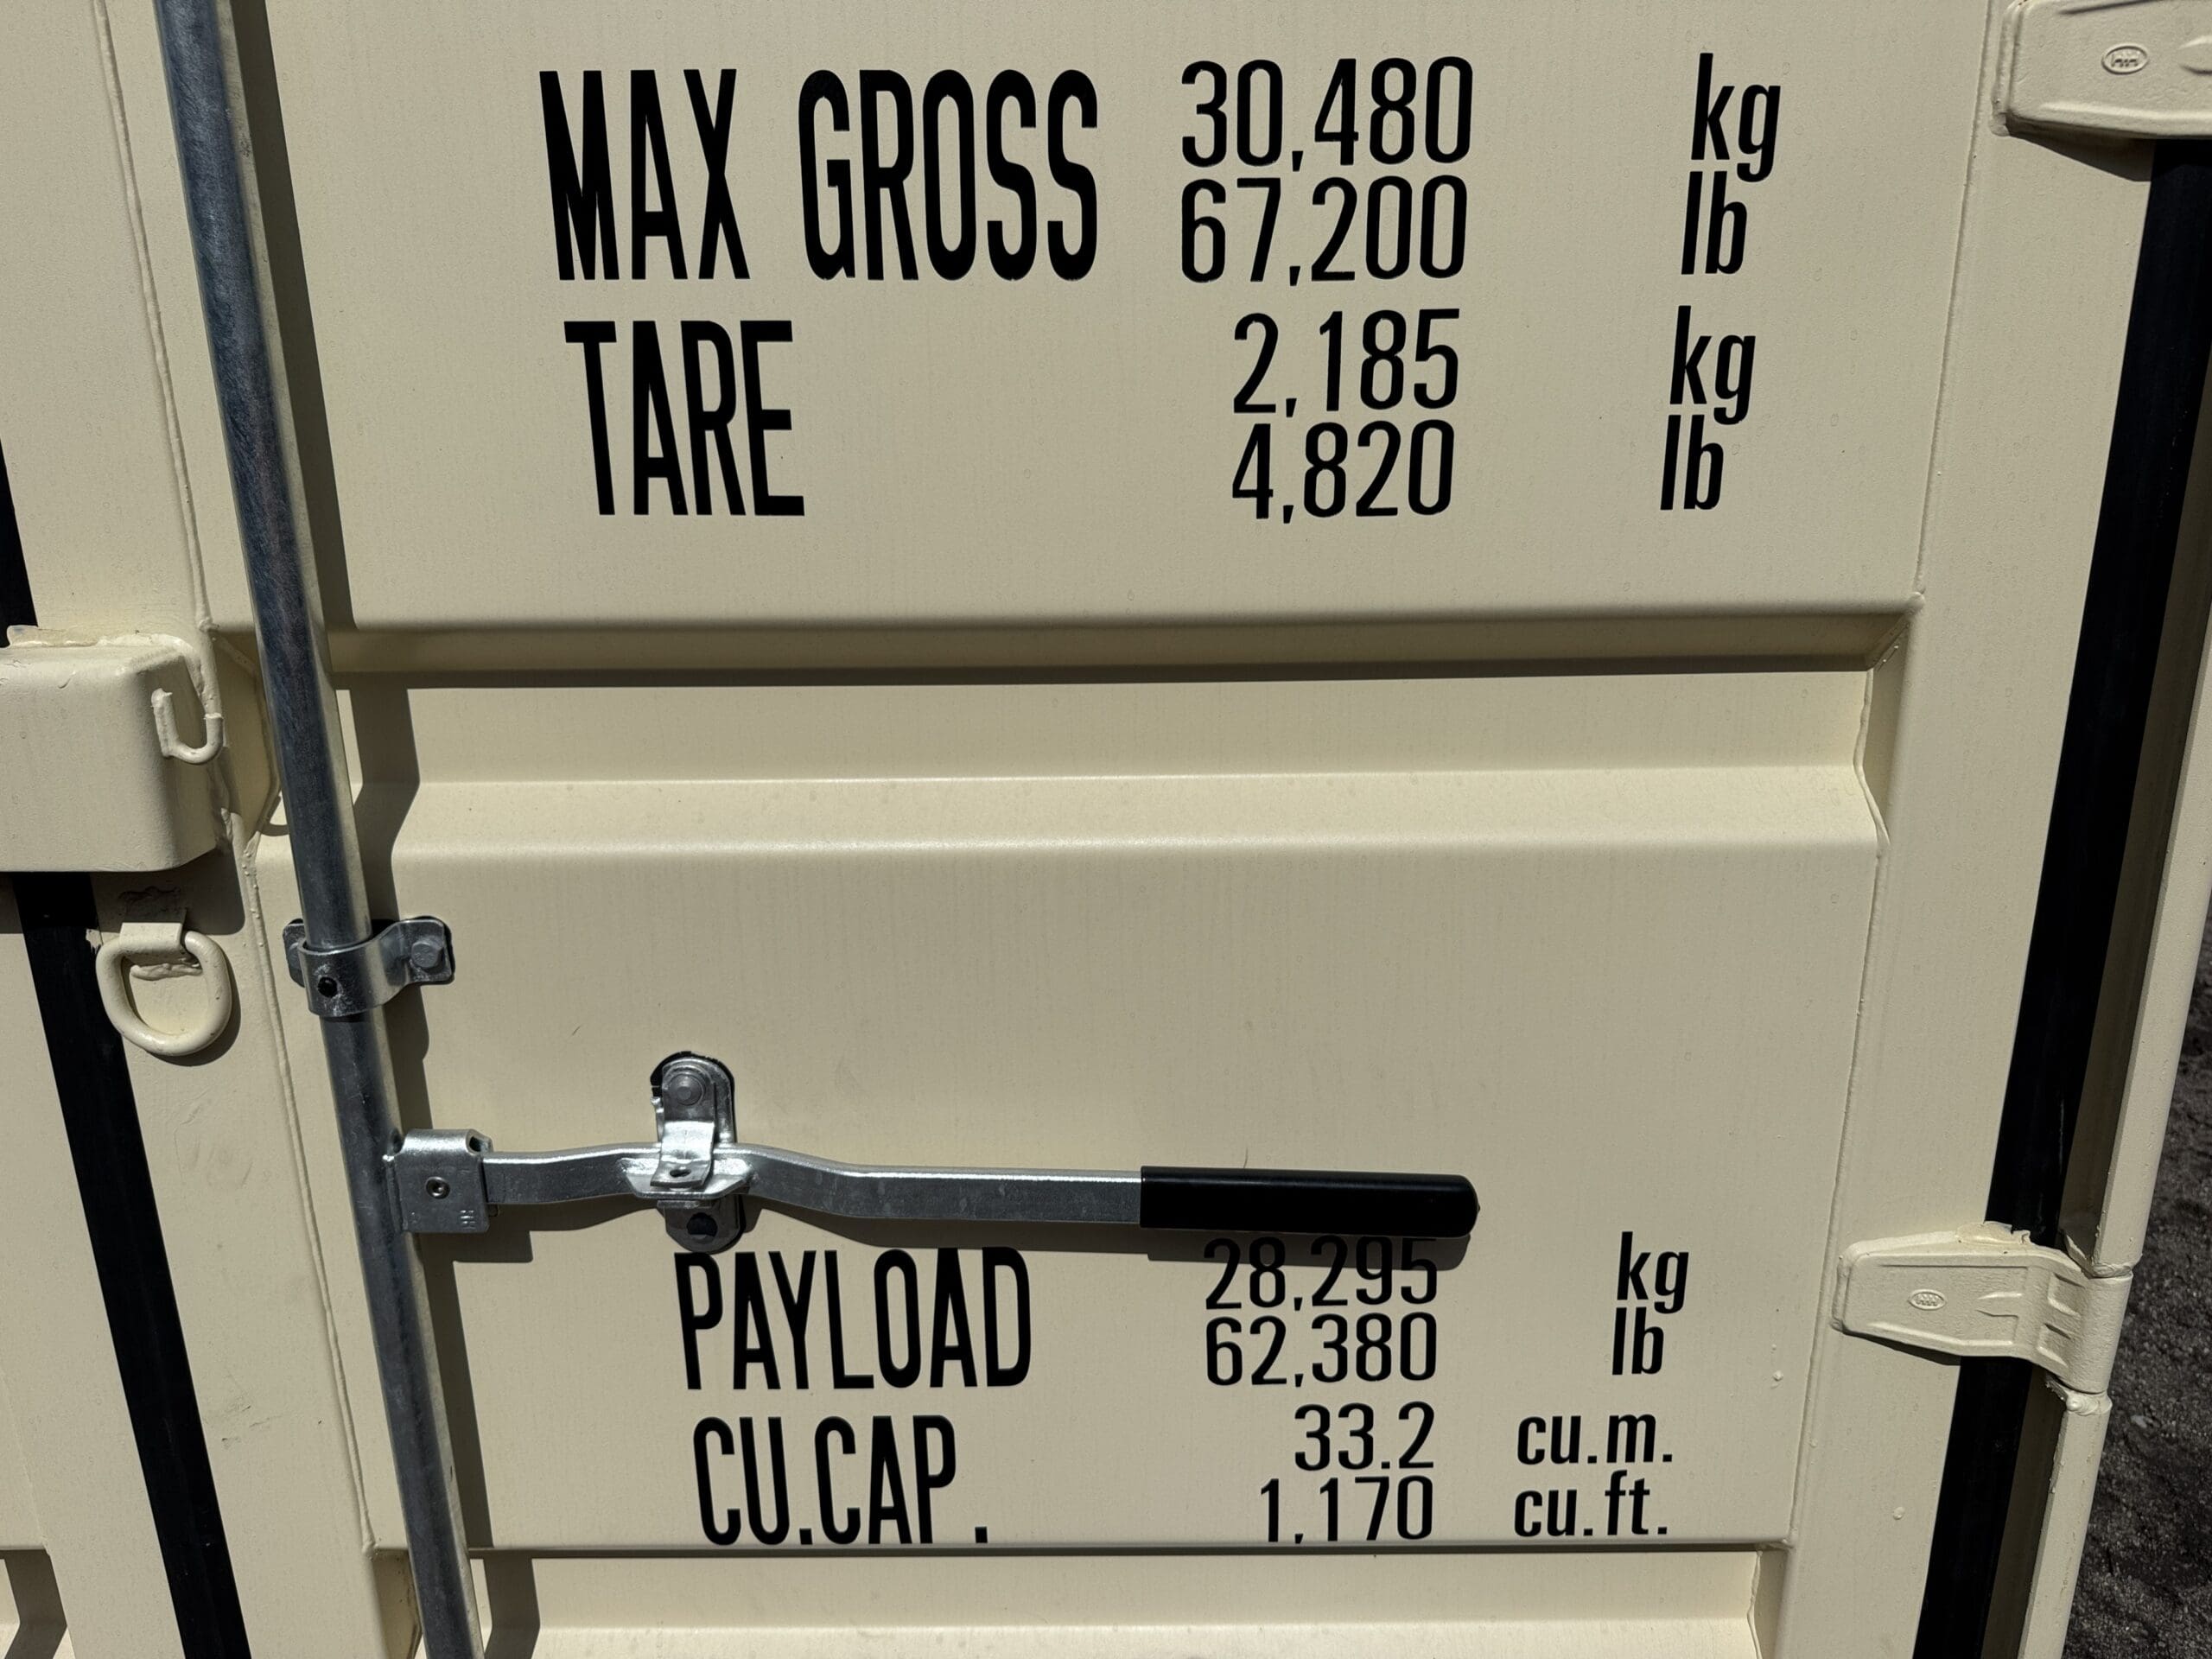 MAX GROSS 30,480 kg
67,200 lb
TARE 2,185 kg
4,820 lb
PAYLOAD 28,295 kg
62,380 lb
CU.CAP. 33.2 cu.m.
1,170 cu.ft.